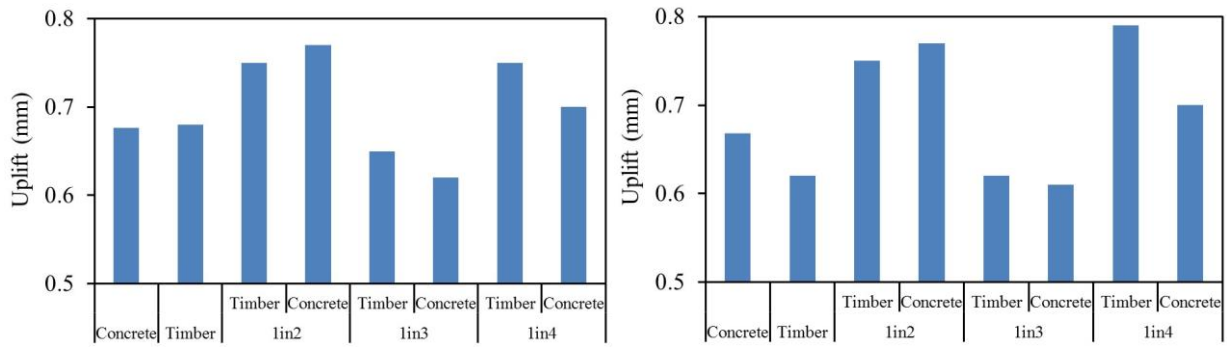 0.8
0.7
0.6
0.5
Uplift (mm)
Timber Concrete Timber Concrete Timber Concrete
Concrete Timber 1in2 1in3 1in4
0.8
0.7
0.6
0.5
Uplift (mm)
Timber Concrete Timber Concrete Timber Concrete
Concrete Timber 1in2 1in3 1in4